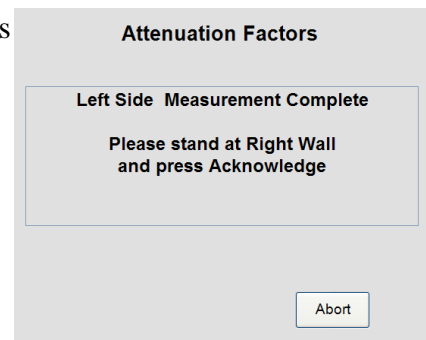 s
Attenuation Factors
Left Side Measurement Complete
Please stand at Right Wall
and press Acknowledge
Abort